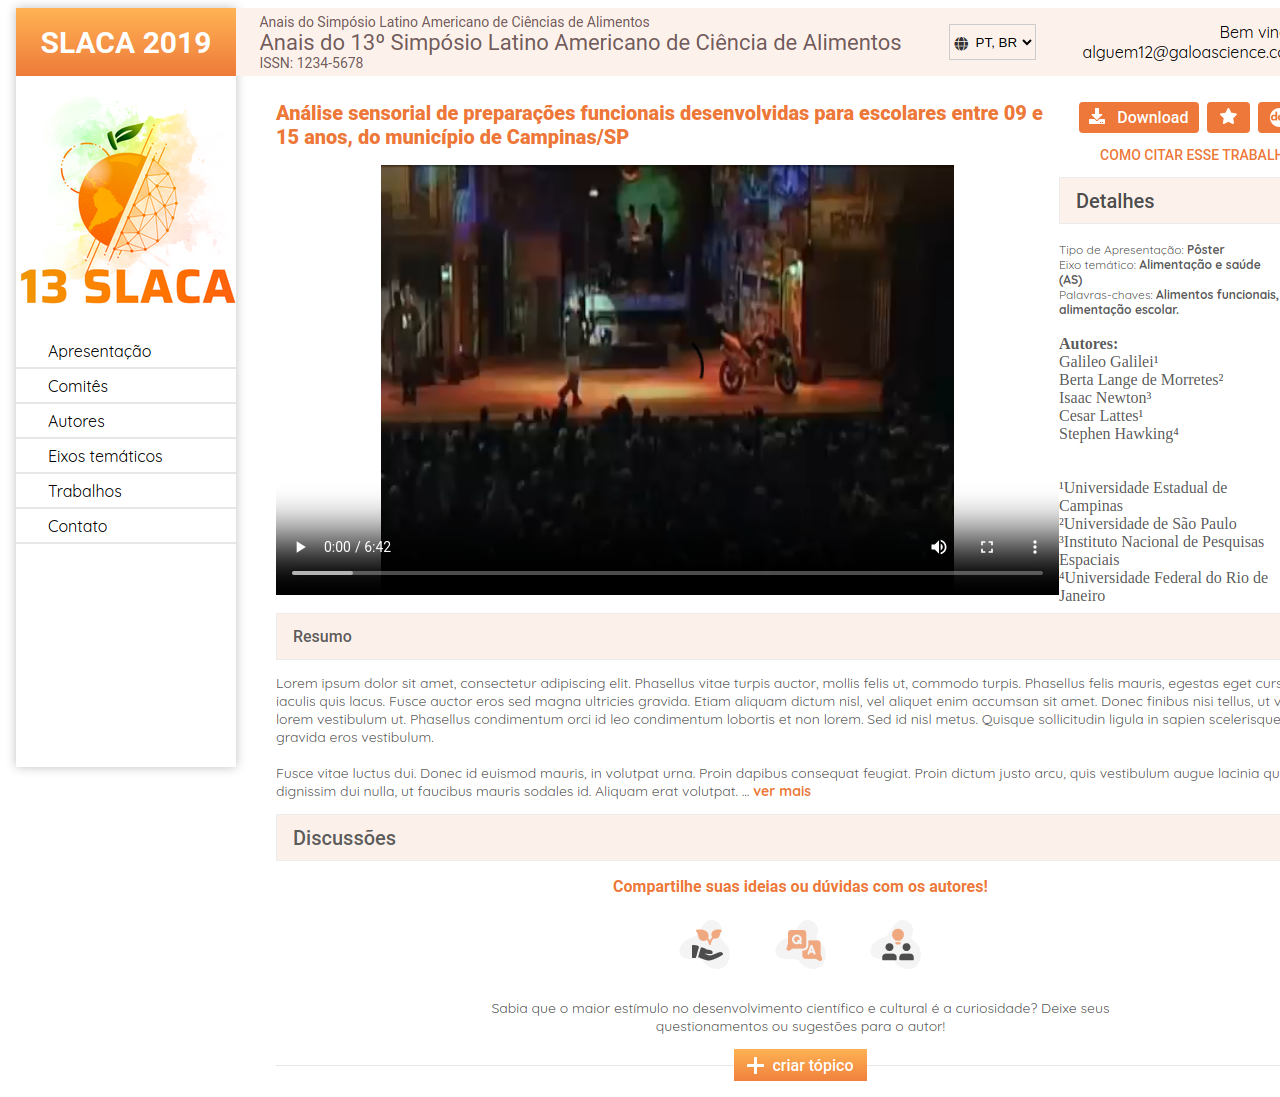 SLACA 2019
Anais do Simpósio Latino Americano de Ciências de Alimentos
Anais do 13º Simpósio Latino Americano de Ciência de Alimentos
ISSN: 1234-5678
PT, BR
Bem vin
alguem12@galoascience.co
13 SLACA
Apresentação
Comitês
Autores
Eixos temáticos
Trabalhos
Contato
Análise sensorial de preparações funcionais desenvolvidas para escolares entre 09 e
15 anos, do município de Campinas/SP
0:00 / 6:42
Download
de
COMO CITAR ESSE TRABALH
Detalhes
Tipo de Apresentação: Pôster
Eixo temático: Alimentação e saúde
(AS)
Palavras-chaves: Alimentos funcionais,
alimentação escolar.
Autores:
Galileo Galilei¹
Berta Lange de Morretes²
Isaac Newton³
Cesar Lattes¹
Stephen Hawking⁴
¹Universidade Estadual de
Campinas
²Universidade de São Paulo
³Instituto Nacional de Pesquisas
Espaciais
⁴Universidade Federal do Rio de
Janeiro
Resumo
Lorem ipsum dolor sit amet, consectetur adipiscing elit. Phasellus vitae turpis auctor, mollis felis ut, commodo turpis. Phasellus felis mauris, egestas eget curs
iaculis quis lacus. Fusce auctor eros sed magna ultricies gravida. Etiam aliquam dictum nisl, vel aliquet enim accumsan sit amet. Donec finibus nisi tellus, ut v
lorem vestibulum ut. Phasellus condimentum orci id leo condimentum lobortis et non lorem. Sed id nisl metus. Quisque sollicitudin ligula in sapien scelerisque
gravida eros vestibulum.
Fusce vitae luctus dui. Donec id euismod mauris, in volutpat urna. Proin dapibus consequat feugiat. Proin dictum justo arcu, quis vestibulum augue lacinia qu
dignissim dui nulla, ut faucibus mauris sodales id. Aliquam erat volutpat. ... ver mais
Discussões
Compartilhe suas ideias ou dúvidas com os autores!
Q
A
Sabia que o maior estímulo no desenvolvimento científico e cultural é a curiosidade? Deixe seus
questionamentos ou sugestões para o autor!
criar tópico